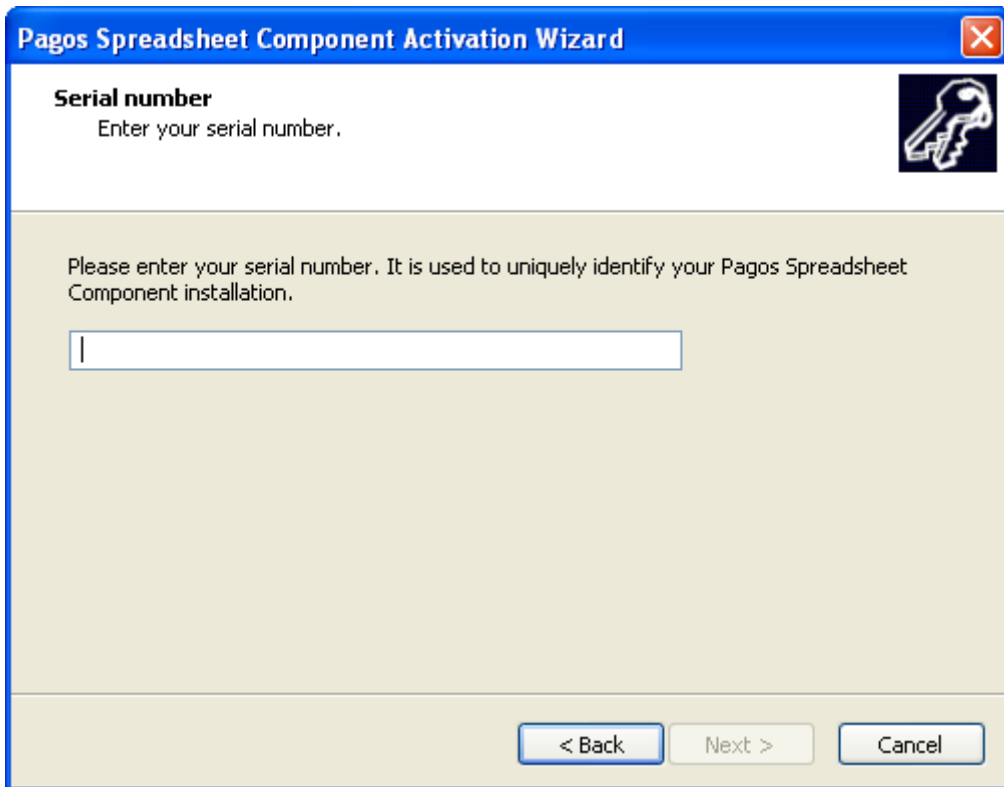 Pagos Spreadsheet Component Activation Wizard
Serial number
Enter your serial number.
Please enter your serial number. It is used to uniquely identify your Pagos Spreadsheet
Component installation.
< Back Next > Cancel